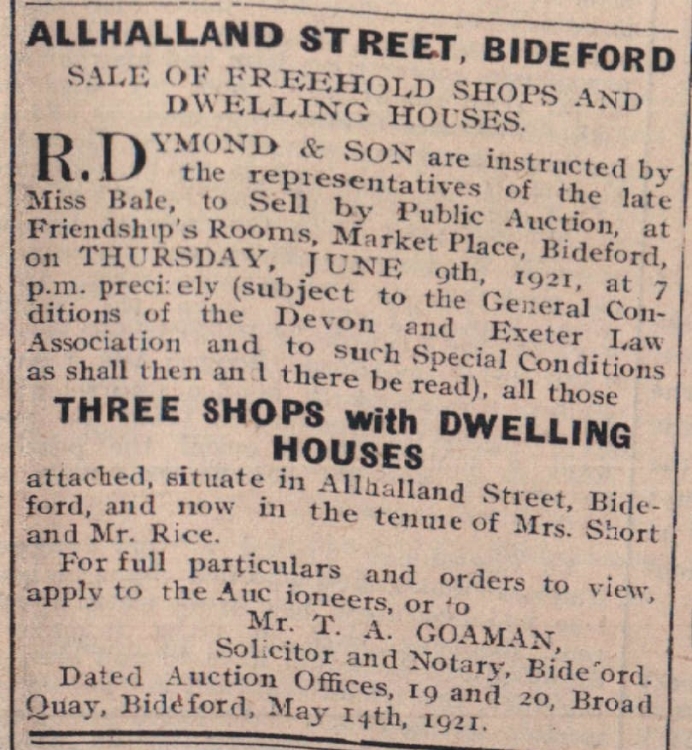 ALLHALLAND STREET, BIDEFORD
SALE OF FREEHOLD SHOPS AND
DWELLING HOUSES.
R. DYMOND & SON are instructed by
the representatives of the late
Miss Bale, to Sell by Public Auction, at
Friendship's Rooms, Market Place, Bideford,
on THURSDAY, JUNE 9th, 1921, at 7
p.m. preci:ely (subject to the General Con-
ditions of the Devon and Exeter Law
Association and to such Special Conditions
as shall then an l there be read), all those
THREE SHOPS with DWELLING
HOUSES
attached, situate in Allhalland Street, Bide-
ford, and now in the tenure of Mrs. Short
and Mr. Rice.
For full particulars and orders to view,
apply to the Auc ioneers, or to
Mr. T. A. GOAMAN,
Solicitor and Notary, Bideford.
Dated Auction Offices, 19 and 20, Broad
Quay, Bideford, May 14th, 1921.